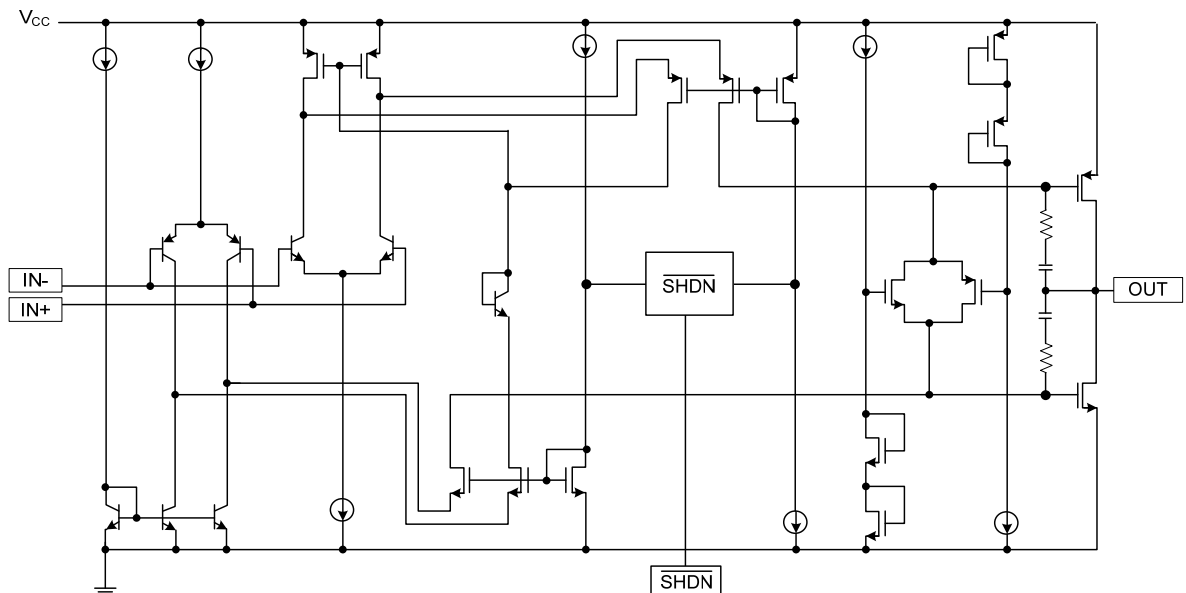 VCC
IN-
IN+
SHDN
OUT
SHDN